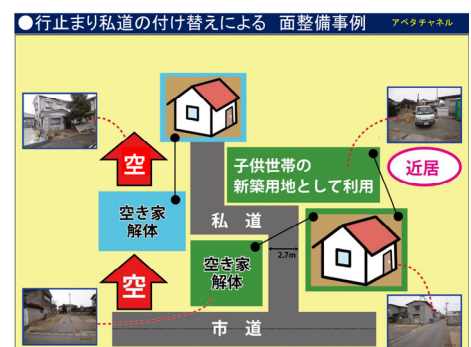 ●行止まり私道の付け替えによる 面整備事例
アベタチャネル
空
子供世帯の
新築用地として利用
近居
空き家
解体
私 道
2.7m
空き家
解体
空
市 道